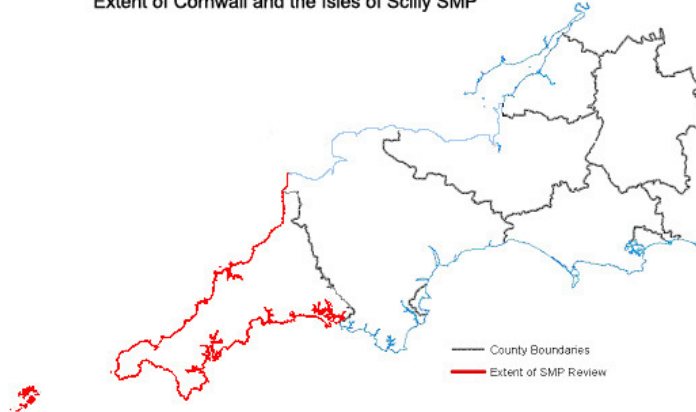 Extent of Cornwall and the Isles of Scilly SMP
County Boundaries
Extent of SMP Review